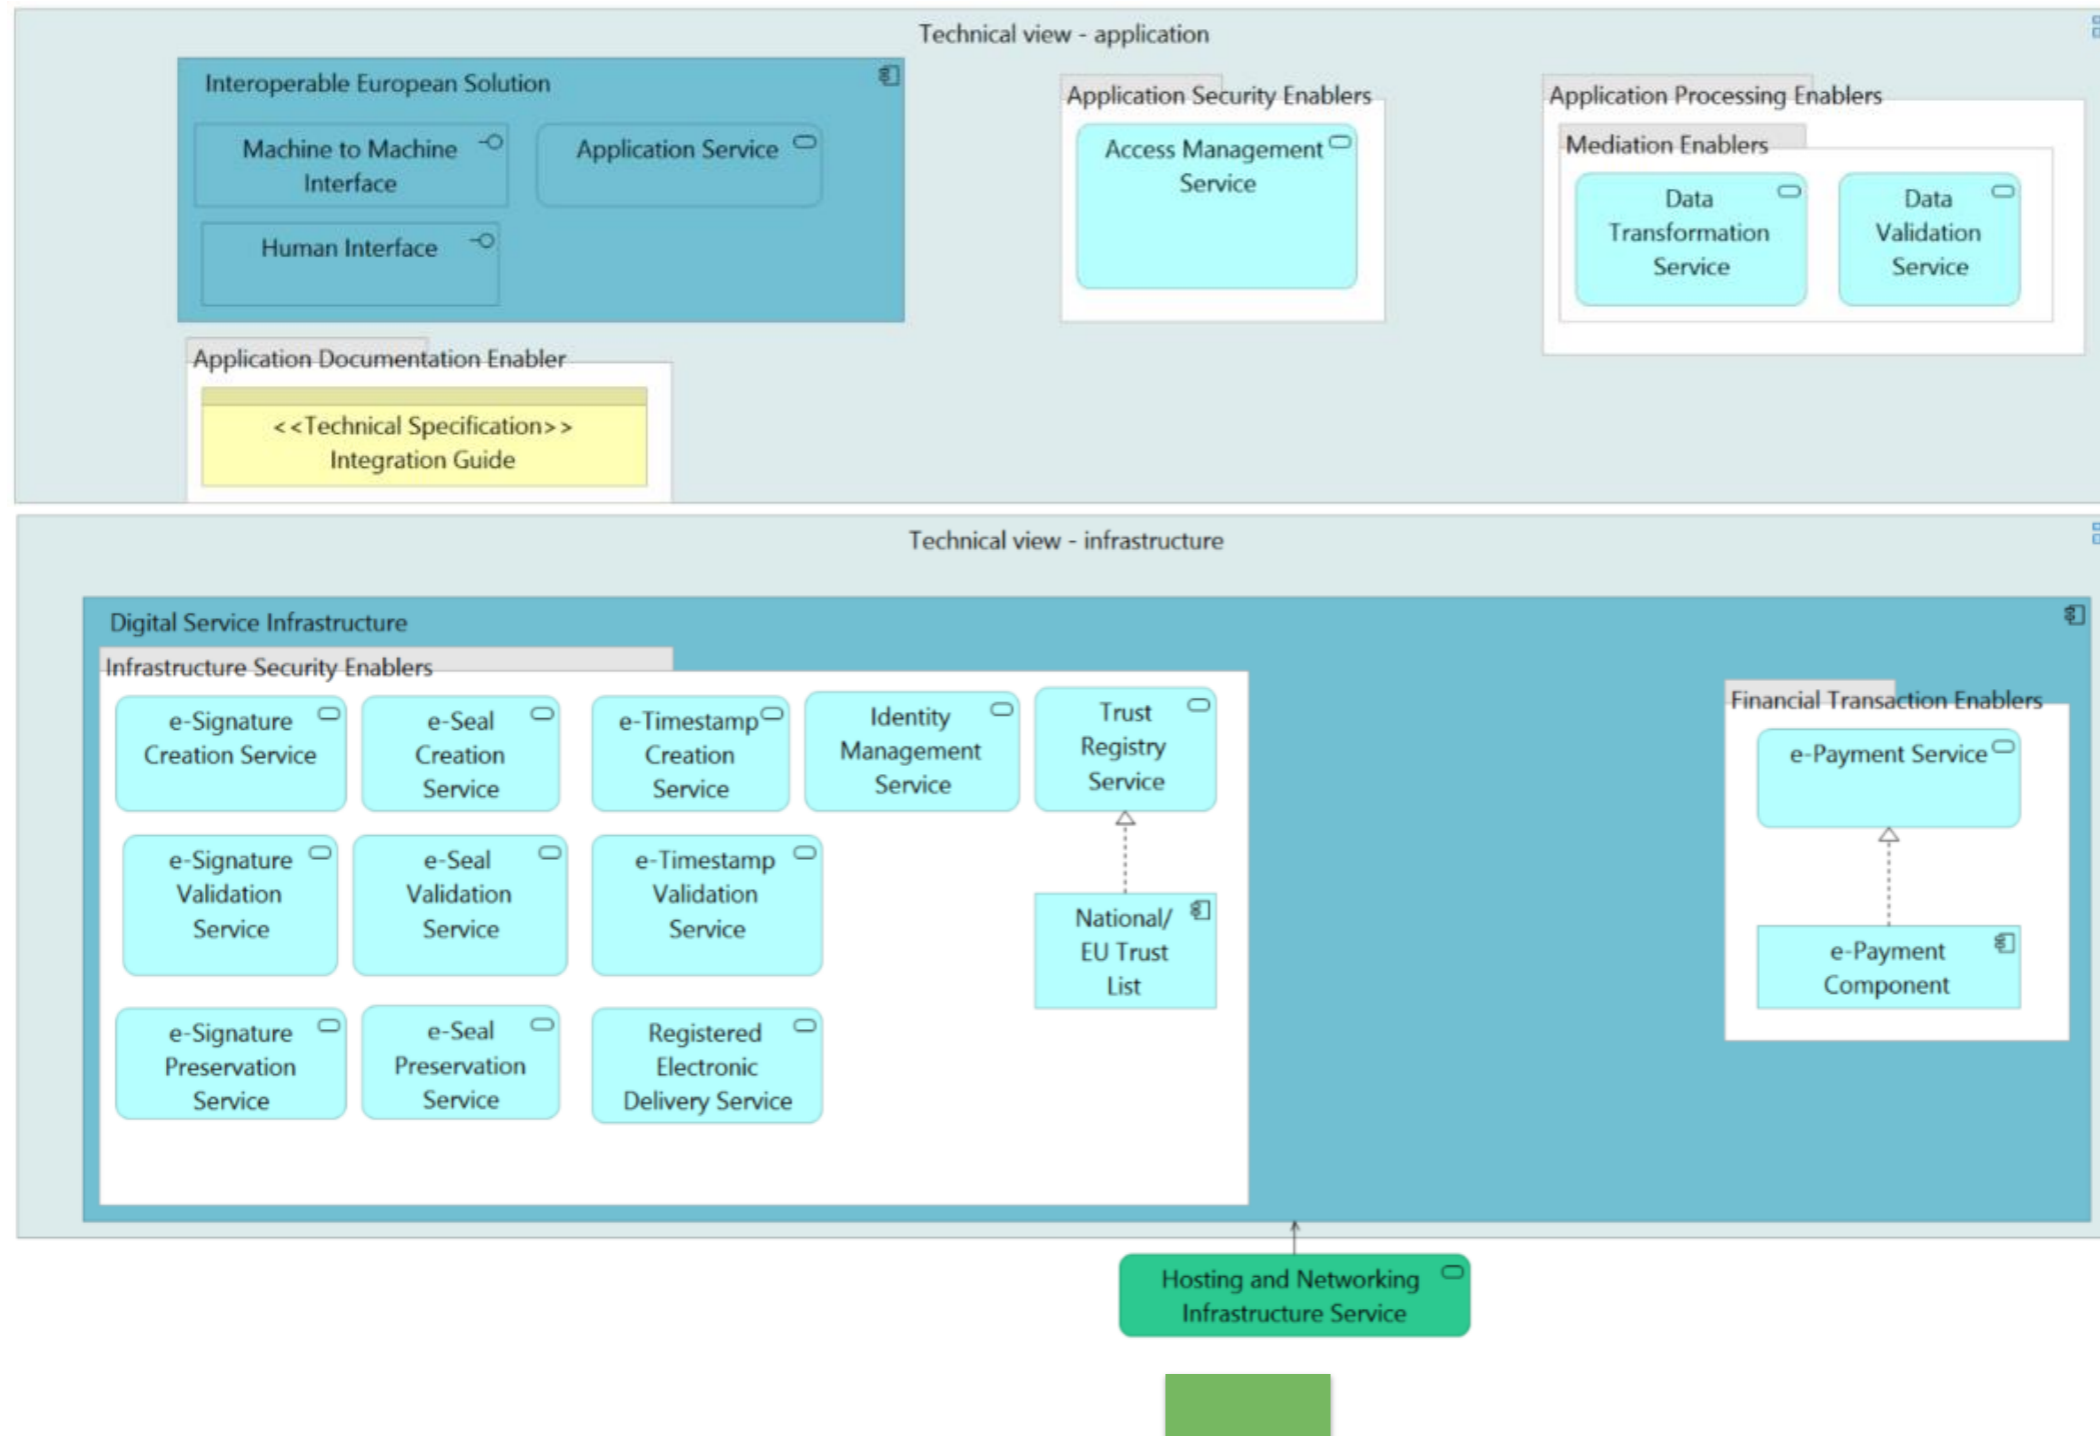 Technical view - application
Interoperable European Solution
Machine to Machine
Interface
Application Service
Human Interface
Application Security Enablers
Access Management
Service
Application Processing Enablers
Mediation Enablers
Data
Transformation
Service
Data
Validation
Service
Application Documentation Enabler
<<Technical Specification>>
Integration Guide
Technical view - infrastructure
Digital Service Infrastructure
Infrastructure Security Enablers
e-Signature
Creation Service
e-Seal
Creation
Service
e-Timestamp
Creation
Service
Identity
Management
Service
Trust
Registry
Service
e-Signature
Validation
Service
e-Seal
Validation
Service
e-Timestamp
Validation
Service
National/
EU Trust
List
e-Signature
Preservation
Service
e-Seal
Preservation
Service
Registered
Electronic
Delivery Service
Financial Transaction Enablers
e-Payment Service
e-Payment
Component
Hosting and Networking
Infrastructure Service